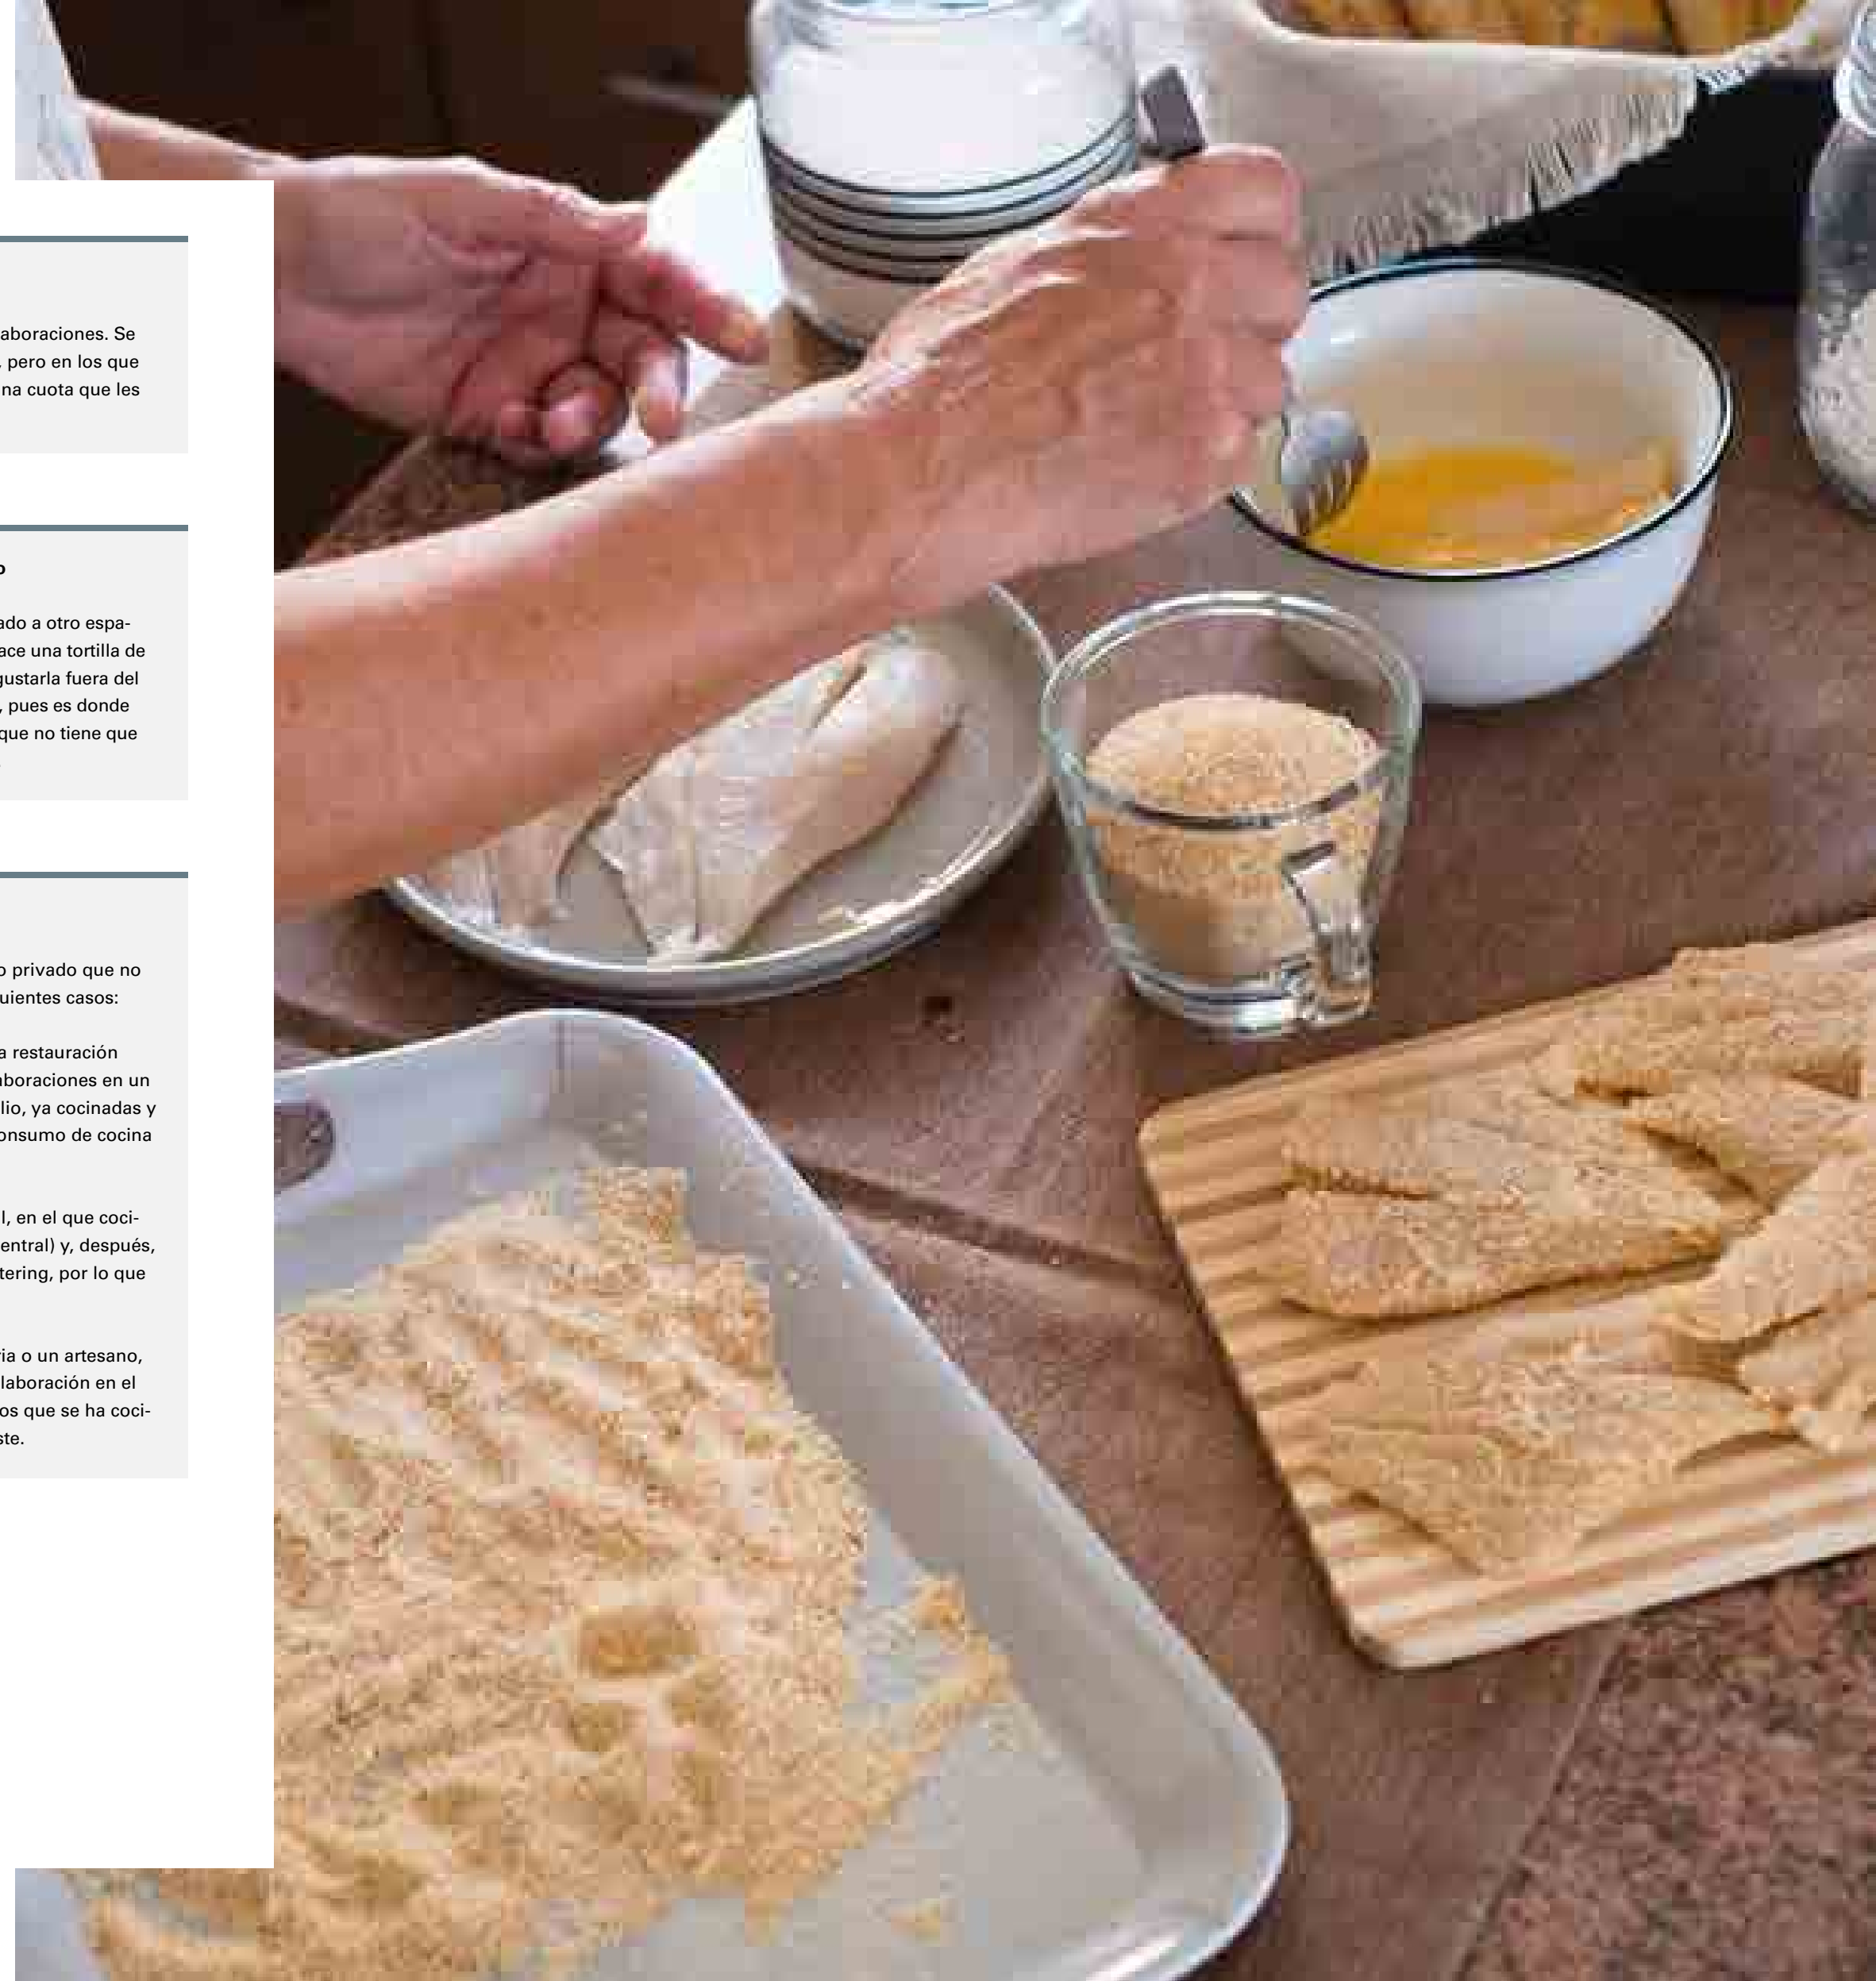 aboraciones. Se
, pero en los que
na cuota que les
o
ado a otro espa-
ace una tortilla de
gustarla fuera del
, pues es donde
que no tiene que
.
o privado que no
uientes casos:
a restauración
aboraciones en un
lio, ya cocinadas y
onsumo de cocina
l, en el que coci-
entral) y, después,
tering, por lo que
ria o un artesano,
laboración en el
os que se ha coci-
ste.